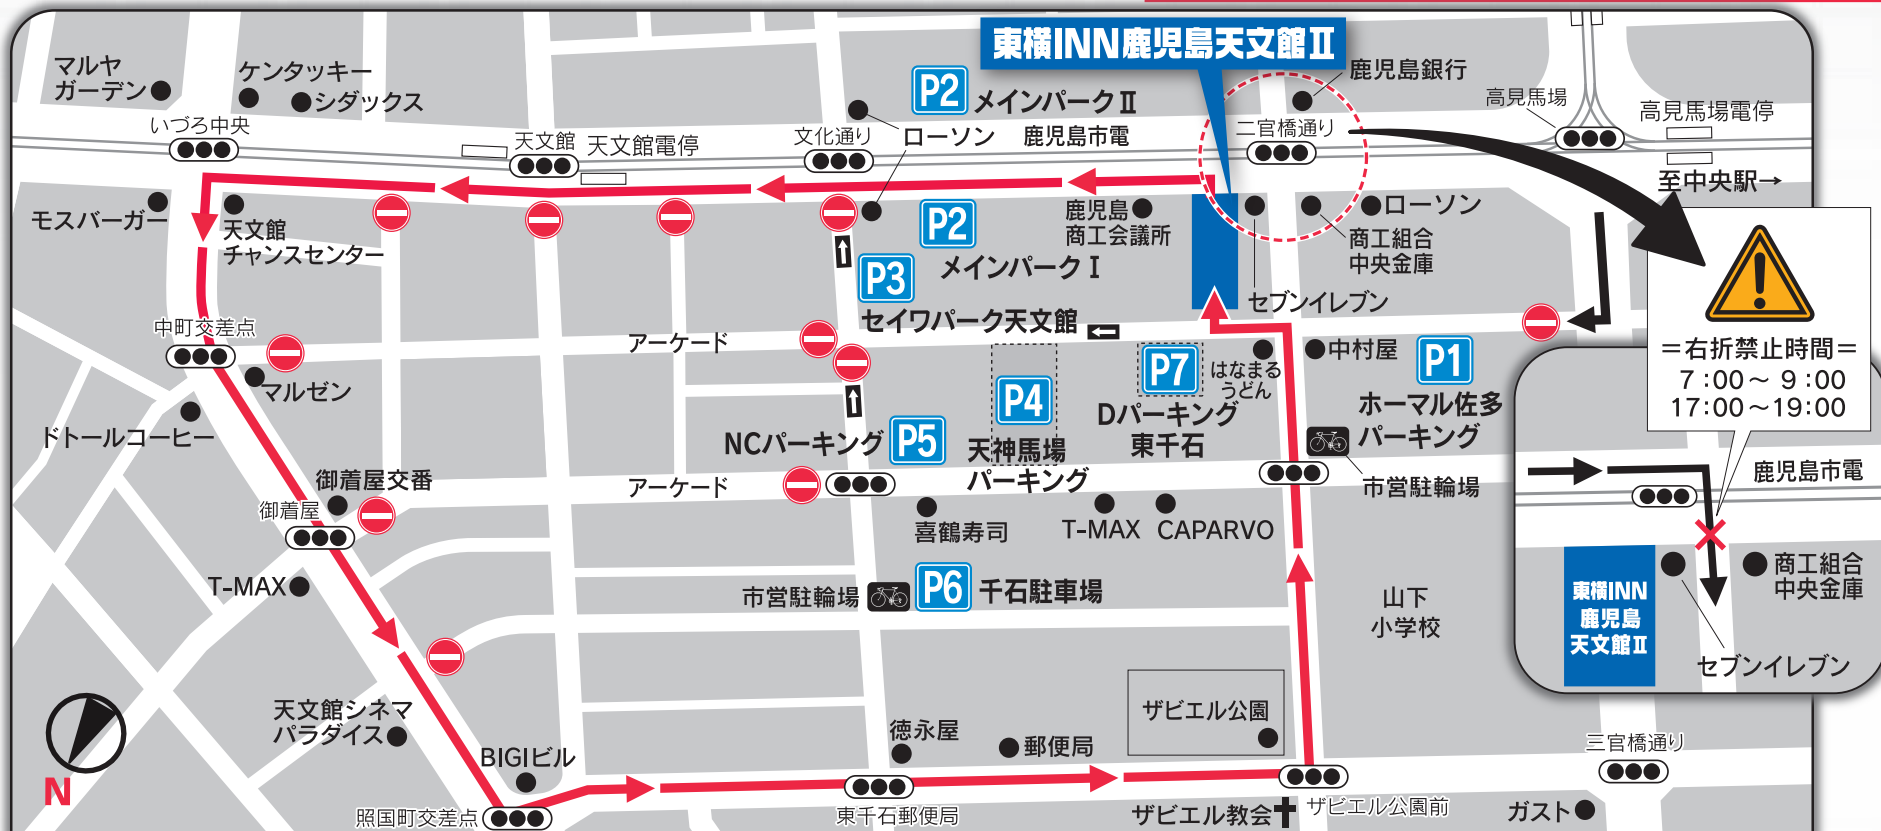 東横INN鹿児島天文館Ⅱ
マルヤ
ガーデン
ケンタッキー
シダックス
P2
メインパークⅡ
鹿児島銀行
高見馬場
高見馬場電停
いづろ中央
天文館
天文館電停
文化通り
ローソン
鹿児島市電
二官橋通り
至中央駅→
モスバーガー
天文館
チャンスセンター
P2
メインパークⅠ
鹿児島
商工会議所
ローソン
商工組合
中央金庫
P3
セイワパーク天文館
セブンイレブン
中町交差点
アーケード
マルゼン
ドトールコーヒー
P4
天神馬場
パーキング
P7
Dパーキング
東千石
はなまる
うどん
中村屋
P1
ホーマル佐多
パーキング
=右折禁止時間=
7:00～ 9:00
17:00～19:00
NCパーキング
P5
御着屋交番
御着屋
アーケード
市営駐輪場
喜鶴寿司
T-MAX
CAPARVO
鹿児島市電
T-MAX
市営駐輪場
P6
千石駐車場
山下
小学校
東横INN
鹿児島
天文館Ⅱ
商工組合
中央金庫
セブンイレブン
天文館シネマ
パラダイス
BIGIビル
徳永屋
郵便局
ザビエル公園
三官橋通り
N
照国町交差点
東千石郵便局
ザビエル教会
ザビエル公園前
ガスト